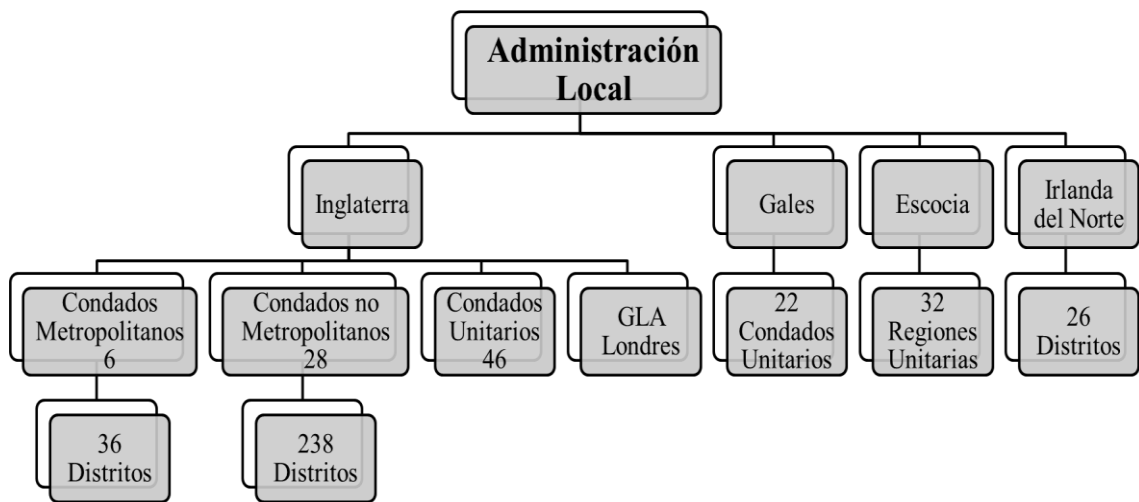 Administración
Local
Inglaterra
Gales
Escocia
Irlanda
del Norte
Condados
Metropolitanos
6
Condados no
Metropolitanos
28
Condados
Unitarios
46
GLA
Londres
22
Condados
Unitarios
32
Regiones
Unitarias
26
Distritos
36
Distritos
238
Distritos